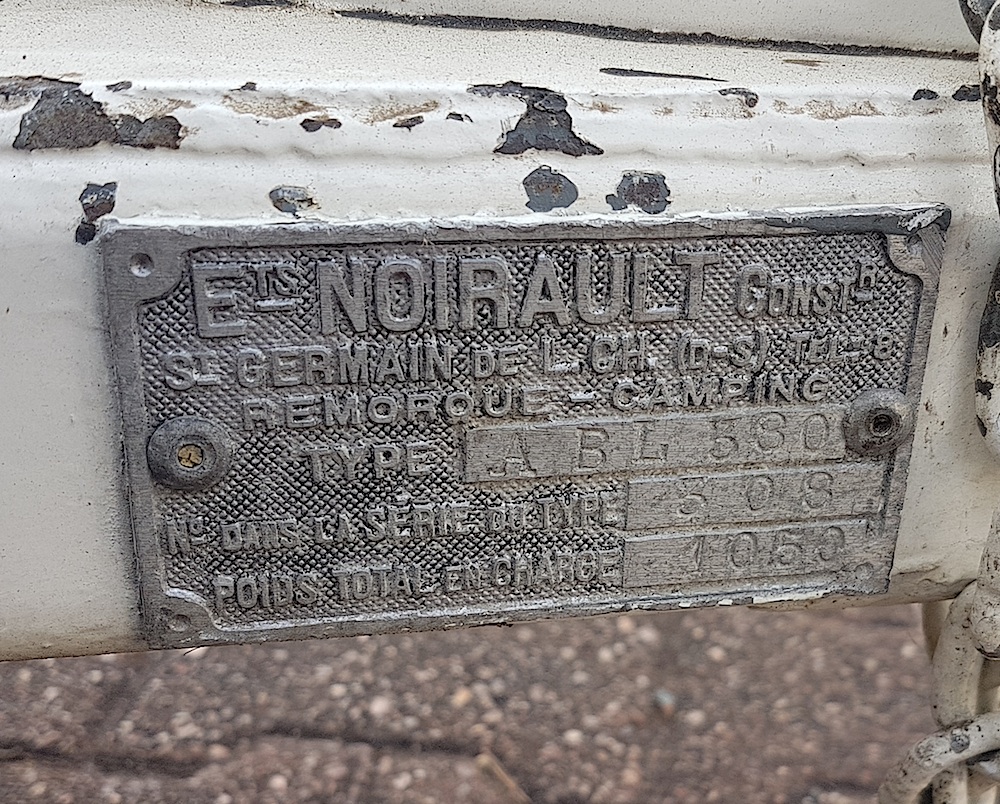 ETS NOIRAULT CONSTR
ST GERMAIN DE L. CH. (D-S) TEL-8
REMORQUE - CAMPING
TYPE ABL 380
NO DANS LA SÉRIE DU TYPE 308
POIDS TOTAL EN CHARGE 1050